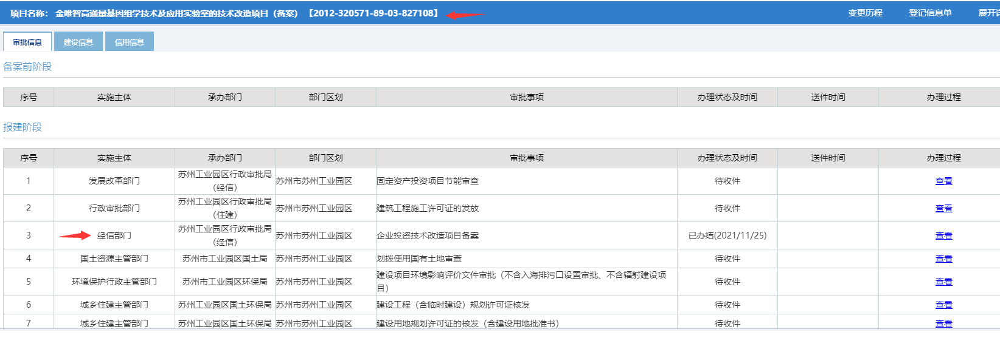 项目名称： 金唯智高通量基因组学技术及应用实验室的技术改造项目（备案）【2012-320571-89-03-827108】 变更历程 登记信息单 展开
审批信息 建设信息 信用信息
备案前阶段
序号 实施主体 承办部门 部门区划 审批事项 办理状态及时间 送件时间 办理过程
报建阶段
序号 实施主体 承办部门 部门区划 审批事项 办理状态及时间 送件时间 办理过程
1 发展改革部门 苏州工业园区行政审批局（经信） 苏州市苏州工业园区 固定资产投资项目节能审查 待收件 查看
2 行政审批部门 苏州工业园区行政审批局（住建） 苏州市苏州工业园区 建筑工程施工许可证的发放 待收件 查看
3 经信部门 苏州工业园区行政审批局（经信） 苏州市苏州工业园区 企业投资技术改造项目备案 已办结(2021/11/25) 查看
4 国土资源主管部门 苏州市工业园区国土局 苏州市苏州工业园区 划拨使用国有土地审查 待收件 查看
5 环境保护行政主管部门 苏州市工业园区环保局 苏州市苏州工业园区 建设项目环境影响评价文件审批（不含入海排污口设置审批、不含辐射建设项目） 待收件 查看
6 城乡住建主管部门 苏州工业园区国土环保局 苏州市苏州工业园区 建设工程（含临时建设）规划许可证核发 待收件 查看
7 城乡住建主管部门 苏州工业园区国土环保局 苏州市苏州工业园区 建设用地规划许可证的核发（含建设用地批准书） 待收件 查看